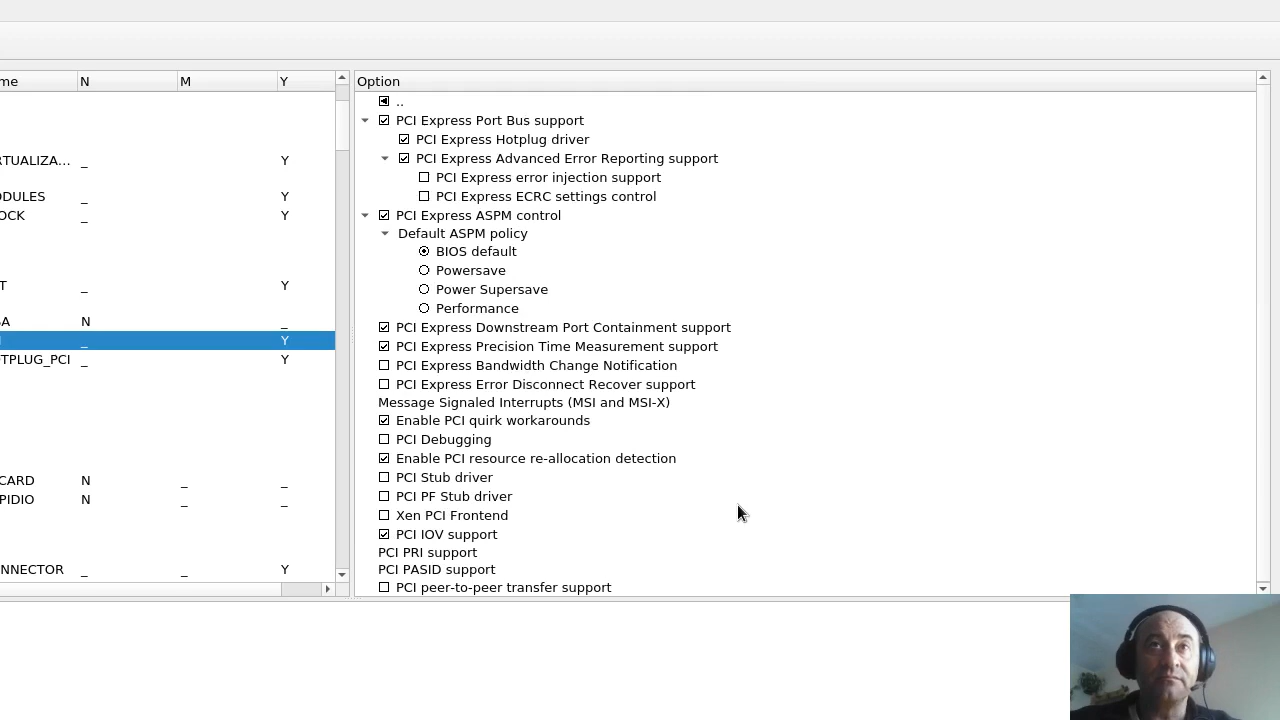 me N M Y
Option
..
PCI Express Port Bus support
PCI Express Hotplug driver
RTUALIZA... _ Y
PCI Express Advanced Error Reporting support
PCI Express error injection support
ODULES _ Y
PCI Express ECRC settings control
OCK _ Y
PCI Express ASPM control
Default ASPM policy
BIOS default
Powersave
T _ Y
Power Supersave
Performance
SA N _
PCI Express Downstream Port Containment support
I _ Y
PCI Express Precision Time Measurement support
OTPLUG_PCI _ Y
PCI Express Bandwidth Change Notification
PCI Express Error Disconnect Recover support
Message Signaled Interrupts (MSI and MSI-X)
Enable PCI quirk workarounds
PCI Debugging
Enable PCI resource re-allocation detection
CARD N _ _
PCI Stub driver
PIDIO N _ _
PCI PF Stub driver
Xen PCI Frontend
PCI IOV support
PCI PRI support
NNECTOR _ _ Y
PCI PASID support
PCI peer-to-peer transfer support